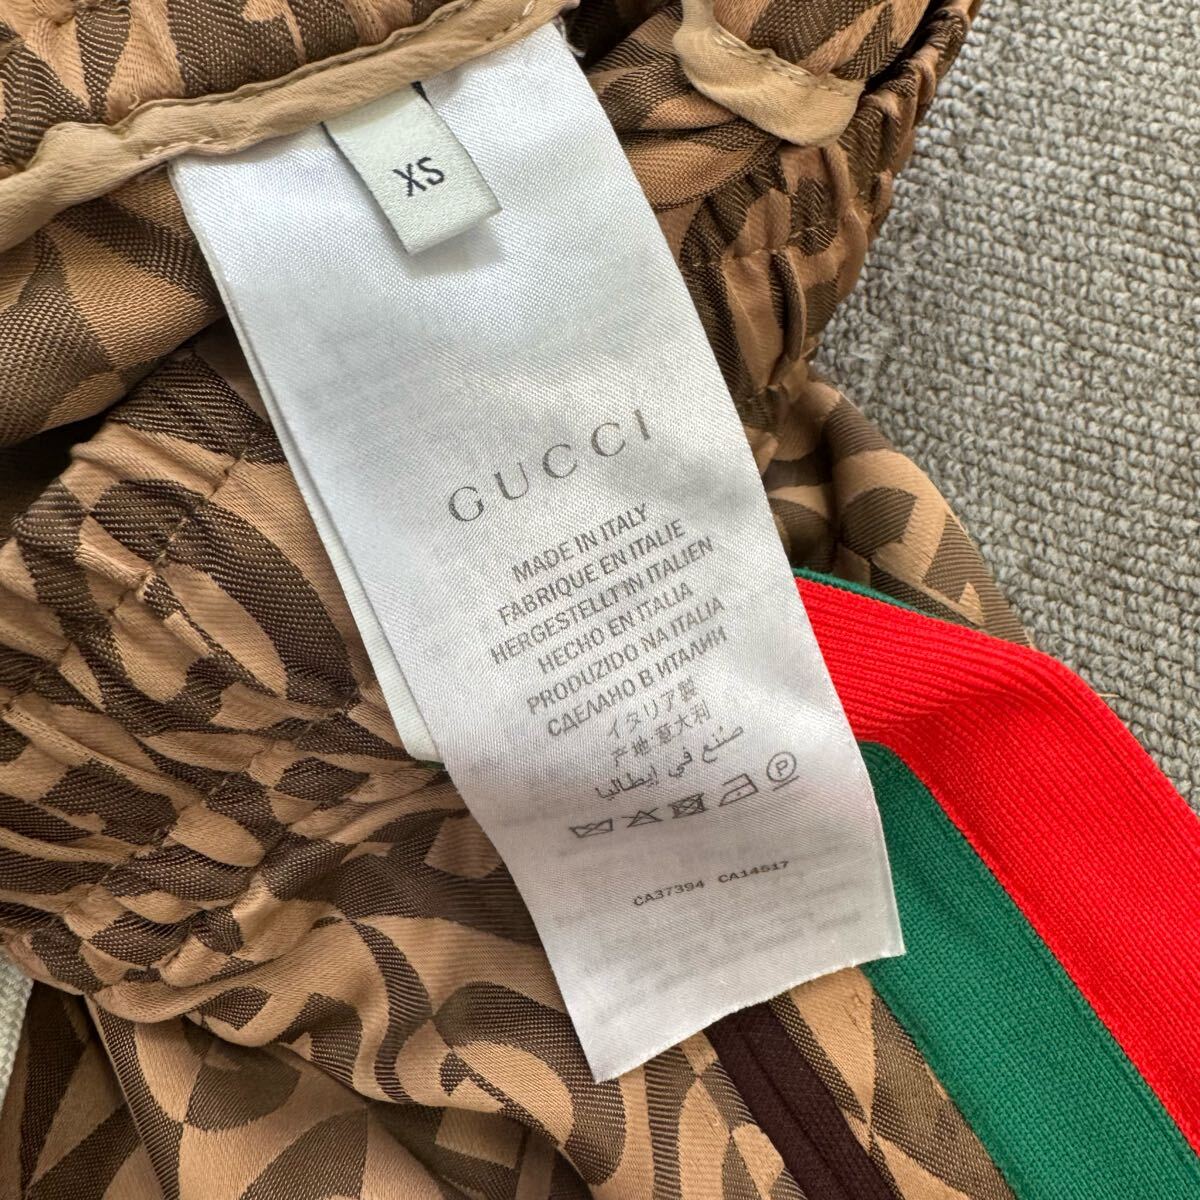 XS
GUCCI
MADE IN ITALY
FABRIQUE EN ITALIE
HERGESTELLT IN ITALIEN
HECHO EN ITALIA
PRODUZIDO NA ITALIA
СДЕЛАНО В ИТАЛИИ
イタリア製
产地:意大利
صنع في إيطاليا
P
CA37394 CA14517